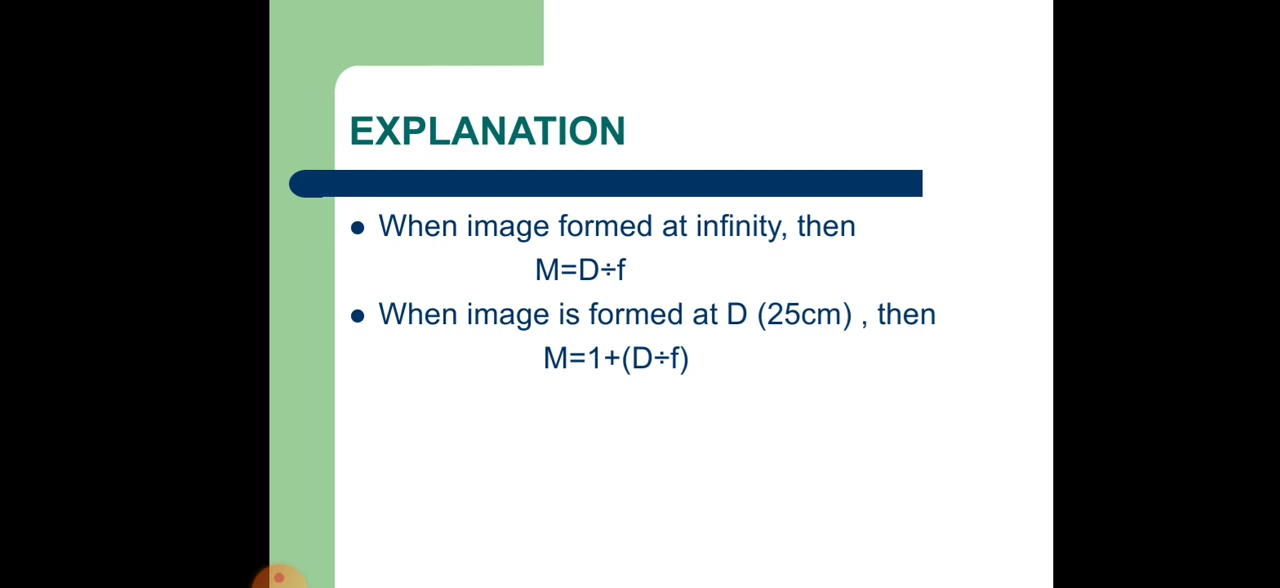 EXPLANATION
When image formed at infinity, then
M=D÷f
When image is formed at D (25cm) , then
M=1+(D÷f)